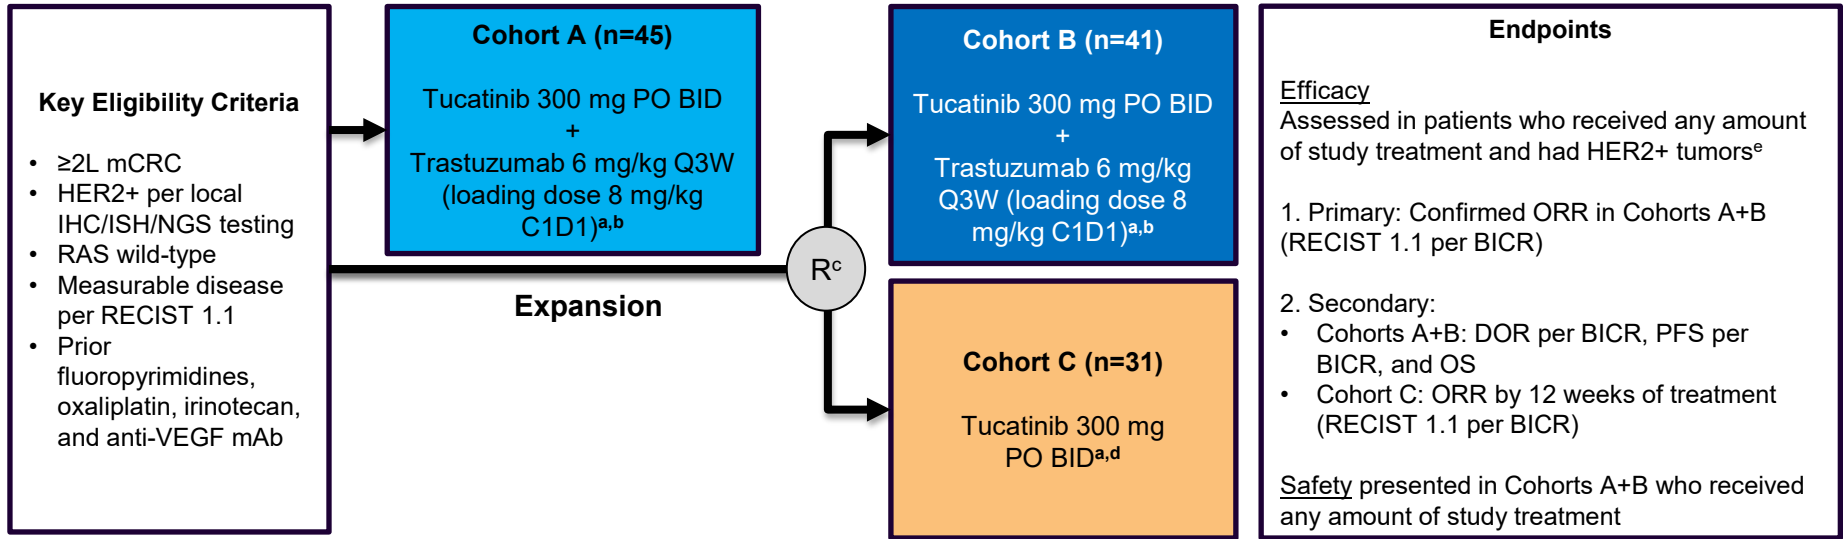 Key Eligibility Criteria
• ≥2L mCRC
• HER2+ per local
IHC/ISH/NGS testing
• RAS wild-type
• Measurable disease
per RECIST 1.1
• Prior
fluoropyrimidines,
oxaliplatin, irinotecan,
and anti-VEGF mAb
Cohort A (n=45)
Tucatinib 300 mg PO BID
+
Trastuzumab 6 mg/kg Q3W
(loading dose 8 mg/kg
C1D1)a,b
Expansion
Rc
Cohort B (n=41)
Tucatinib 300 mg PO BID
+
Trastuzumab 6 mg/kg
Q3W (loading dose 8
mg/kg C1D1)a,b
Cohort C (n=31)
Tucatinib 300 mg
PO BIDa,d
Endpoints
Efficacy
Assessed in patients who received any amount
of study treatment and had HER2+ tumorse
1. Primary: Confirmed ORR in Cohorts A+B
(RECIST 1.1 per BICR)
2. Secondary:
• Cohorts A+B: DOR per BICR, PFS per
BICR, and OS
• Cohort C: ORR by 12 weeks of treatment
(RECIST 1.1 per BICR)
Safety presented in Cohorts A+B who received
any amount of study treatment